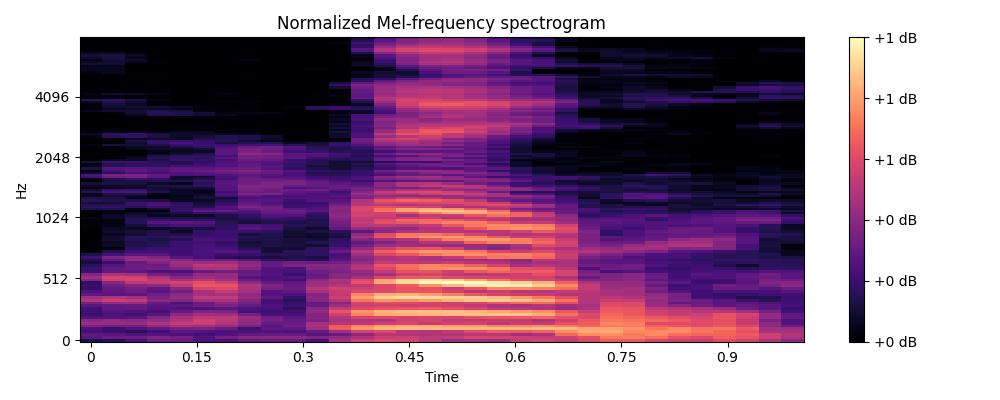 Normalized Mel-frequency spectrogram
Hz
4096
2048
1024
512
0
0 0.15 0.3 0.45 0.6 0.75 0.9
Time
+1 dB
+1 dB
+1 dB
+0 dB
+0 dB
+0 dB